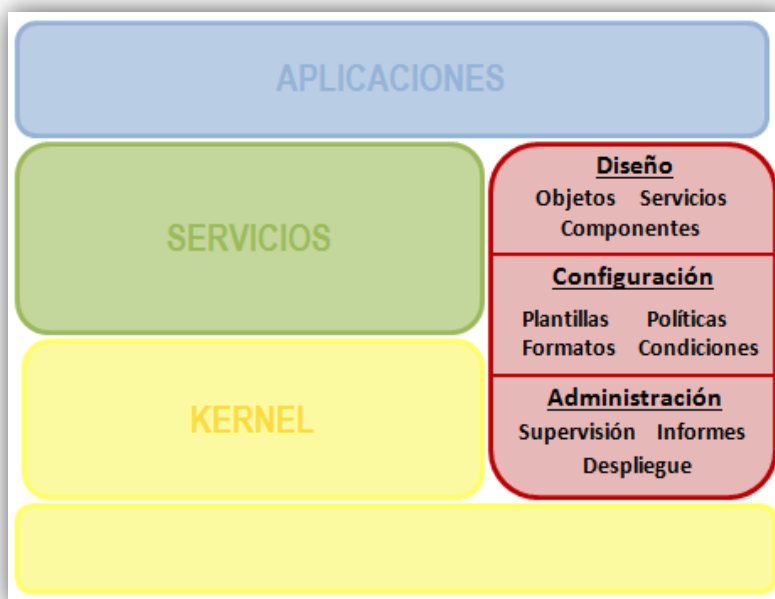 APLICACIONES
SERVICIOS
KERNEL
Diseño
Objetos Servicios
Componentes
Configuración
Plantillas Políticas
Formatos Condiciones
Administración
Supervisión Informes
Despliegue